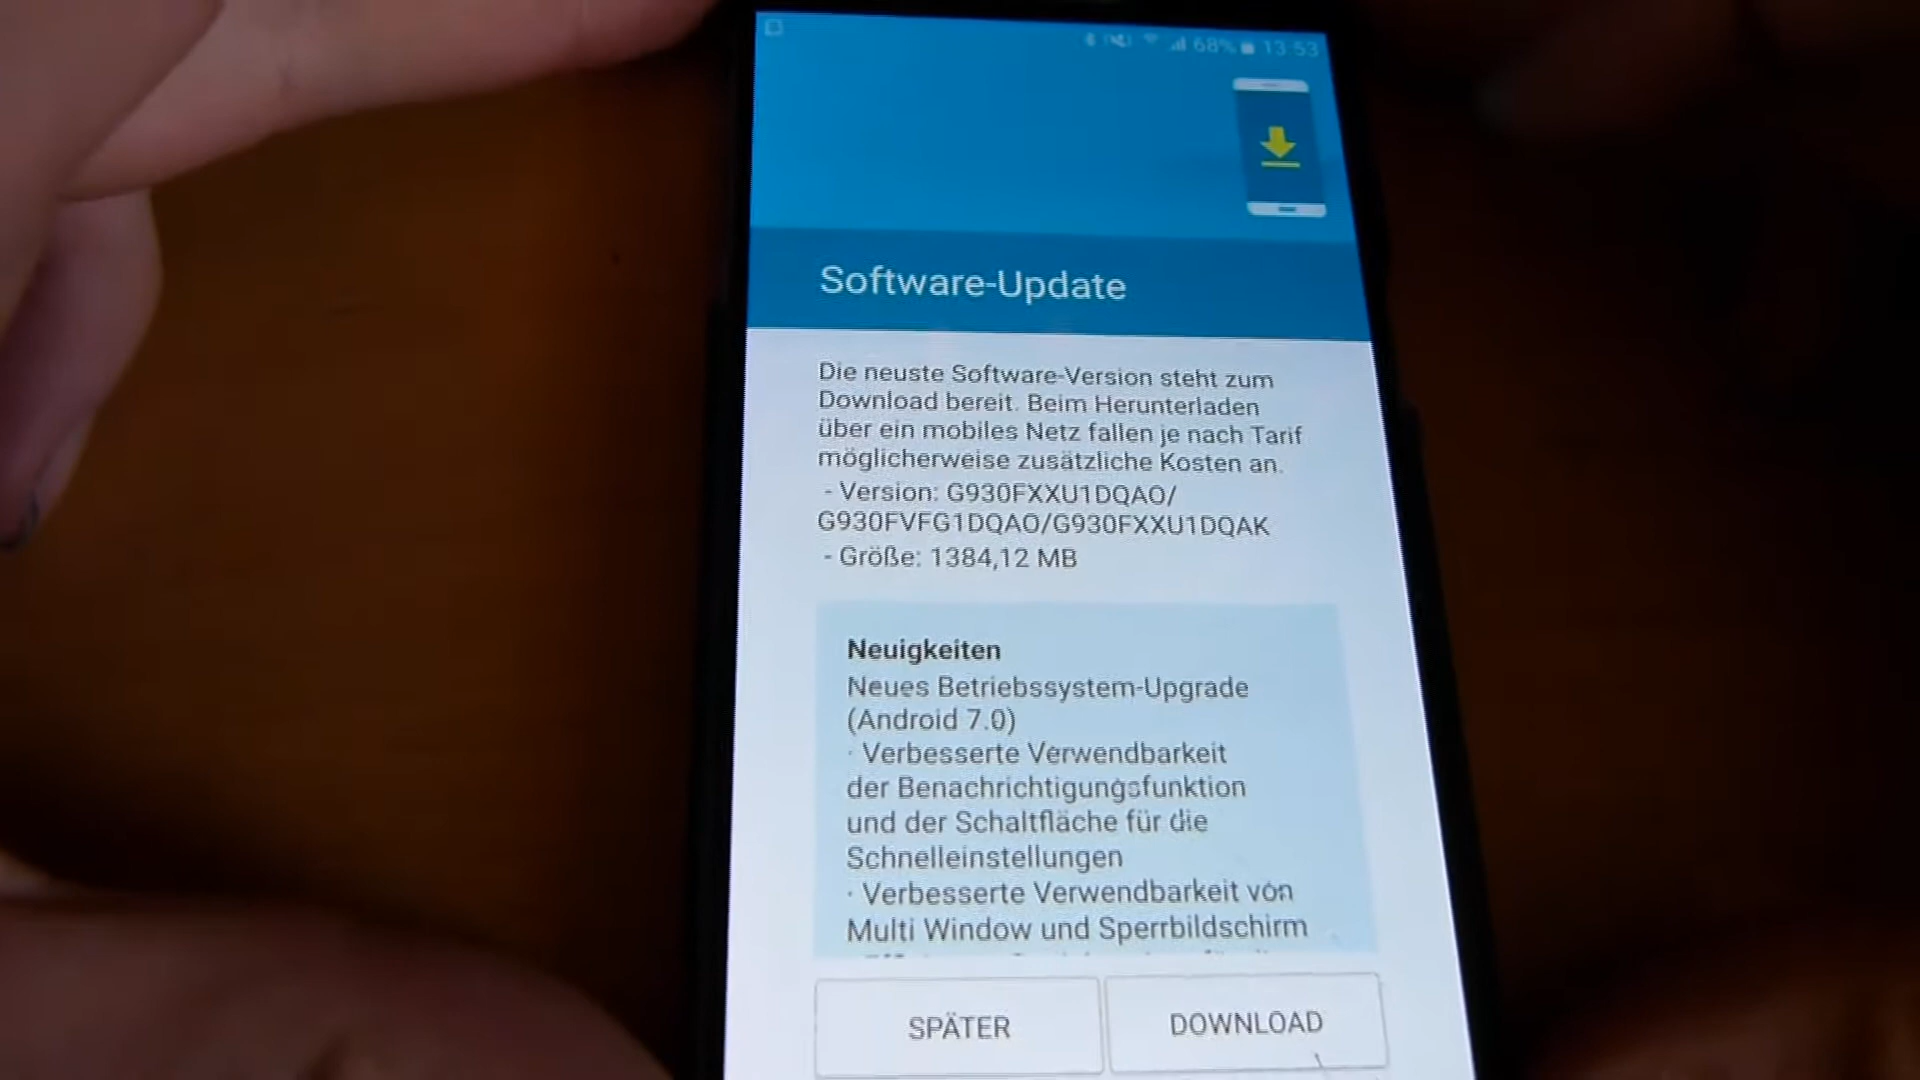 68% 13:53
Software-Update
Die neuste Software-Version steht zum
Download bereit. Beim Herunterladen
über ein mobiles Netz fallen je nach Tarif
möglicherweise zusätzliche Kosten an.
- Version: G930FXXU1DQAO/
G930FVFG1DQAO/G930FXXU1DQAK
- Größe: 1384,12 MB
Neuigkeiten
Neues Betriebssystem-Upgrade
(Android 7.0)
· Verbesserte Verwendbarkeit
der Benachrichtigungsfunktion
und der Schaltfläche für die
Schnelleinstellungen
· Verbesserte Verwendbarkeit von
Multi Window und Sperrbildschirm
SPÄTER
DOWNLOAD